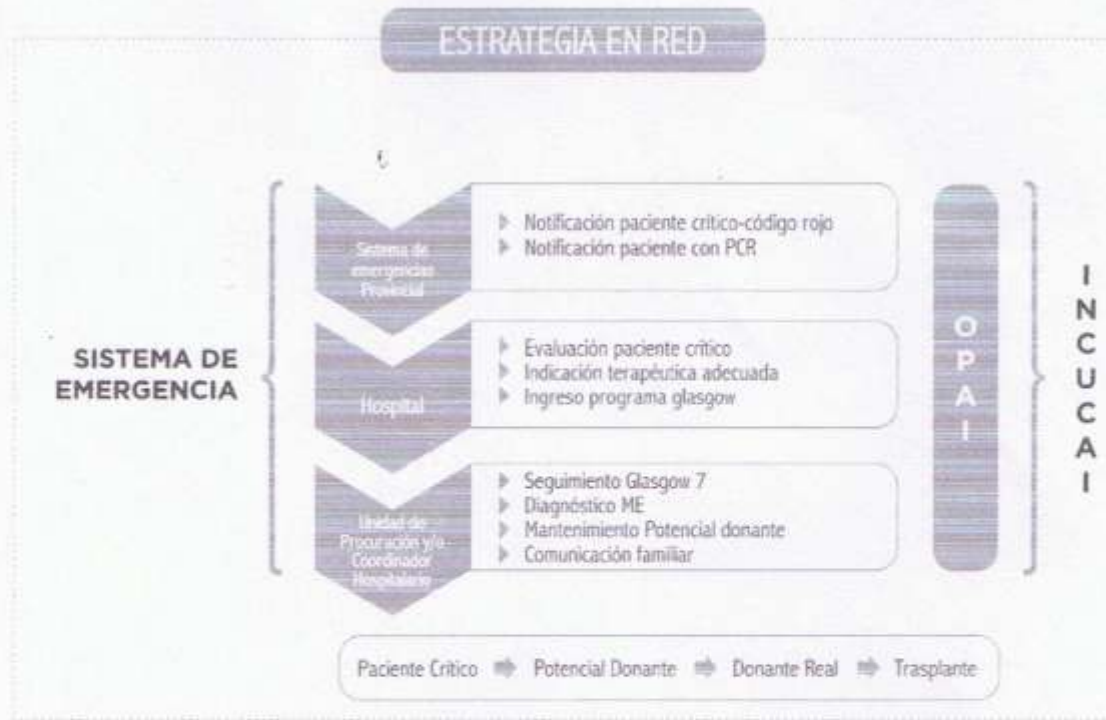 ESTRATEGIA EN RED
SISTEMA DE
EMERGENCIA
Sistema de
emergencias
Provincial
▶ Notificación paciente crítico-código rojo
▶ Notificación paciente con PCR
Hospital
▶ Evaluación paciente crítico
▶ Indicación terapéutica adecuada
▶ Ingreso programa glasgow
Unidad de
Procuración y/o
Coordinador
Hospitalario
▶ Seguimiento Glasgow 7
▶ Diagnóstico ME
▶ Mantenimiento Potencial donante
▶ Comunicación familiar
OPAI
INCUCAI
Paciente Crítico ➡ Potencial Donante ➡ Donante Real ➡ Trasplante